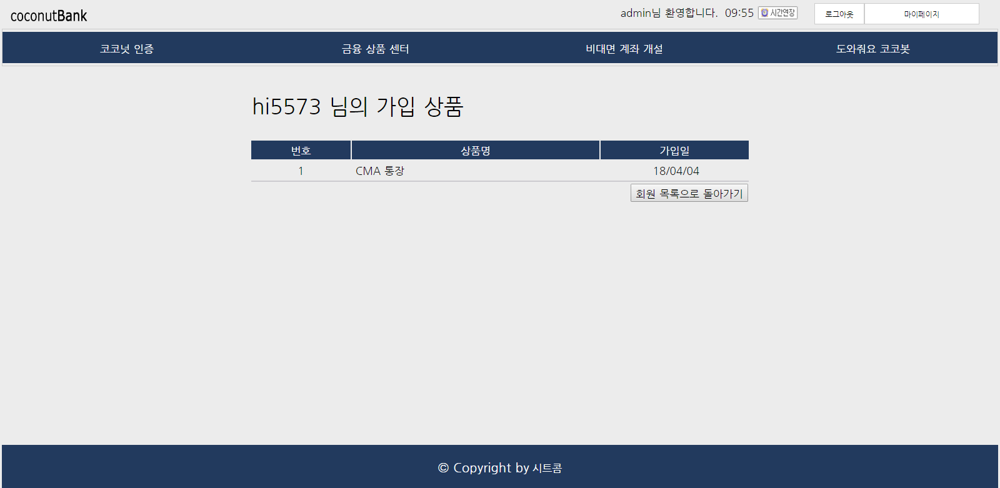 coconutBank
admin님 환영합니다. 09:55 시간연장 로그아웃 마이페이지
코코넛 인증 금융 상품 센터 비대면 계좌 개설 도와줘요 코코봇
hi5573 님의 가입 상품
번호 상품명 가입일
1 CMA 통장 18/04/04
회원 목록으로 돌아가기
© Copyright by 시트콤